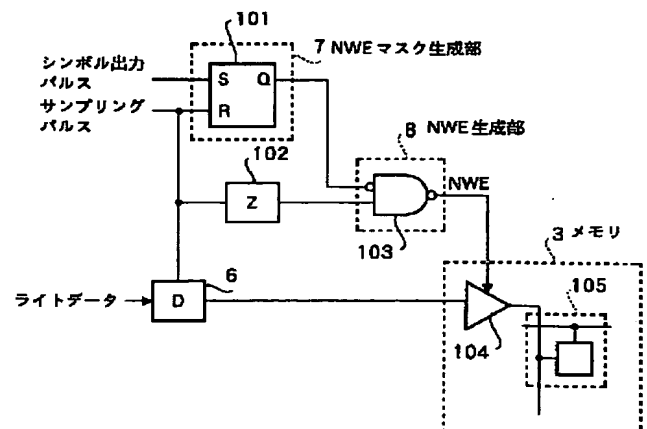 101
7 NWEマスク生成部
シンボル出力
パルス
S Q
サンプリング
パルス
R
102
8 NWE生成部
Z
NWE
103
3 メモリ
6
105
ライトデータ
D
104